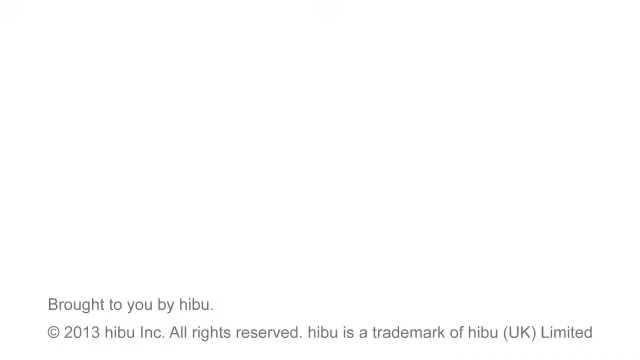 Brought to you by hibu.
© 2013 hibu Inc. All rights reserved. hibu is a trademark of hibu (UK) Limited